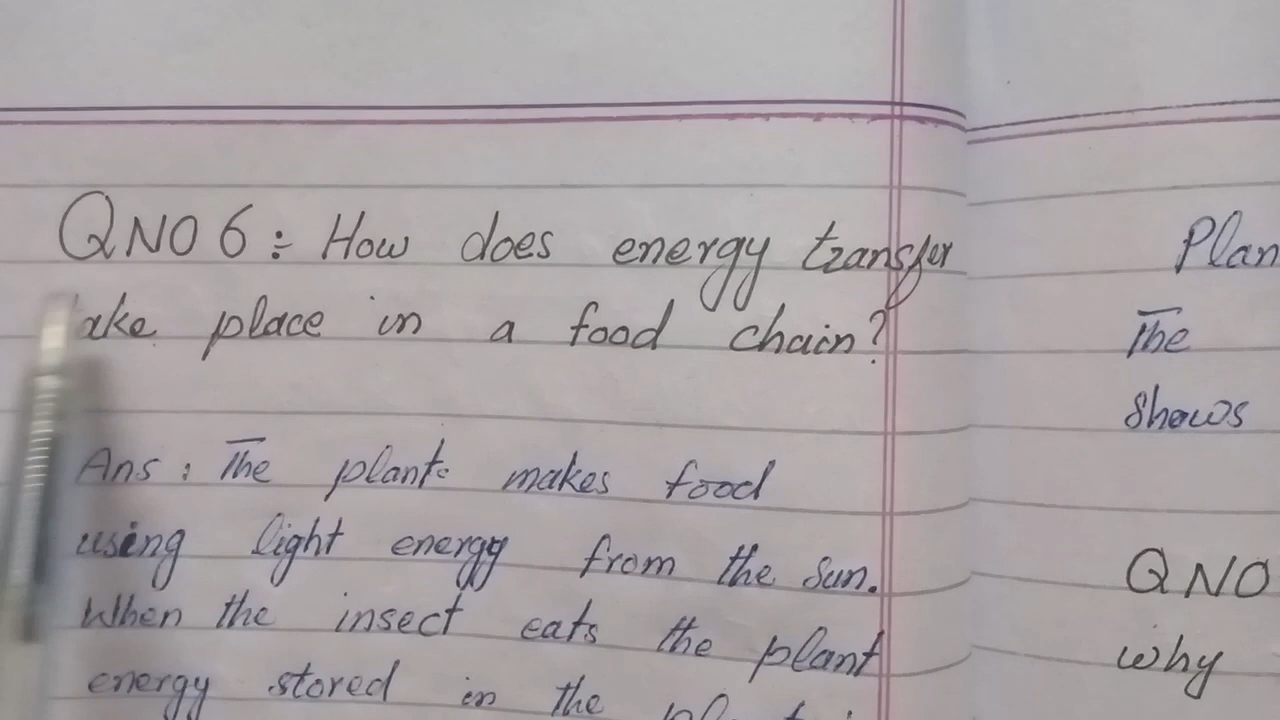 QNO 6: How does energy transfer
take place in a food chain?
Ans: The plant makes food
using light energy from the sun.
When the insect eats the plant
energy stored in the
Plan
The
Shows
QNO
why